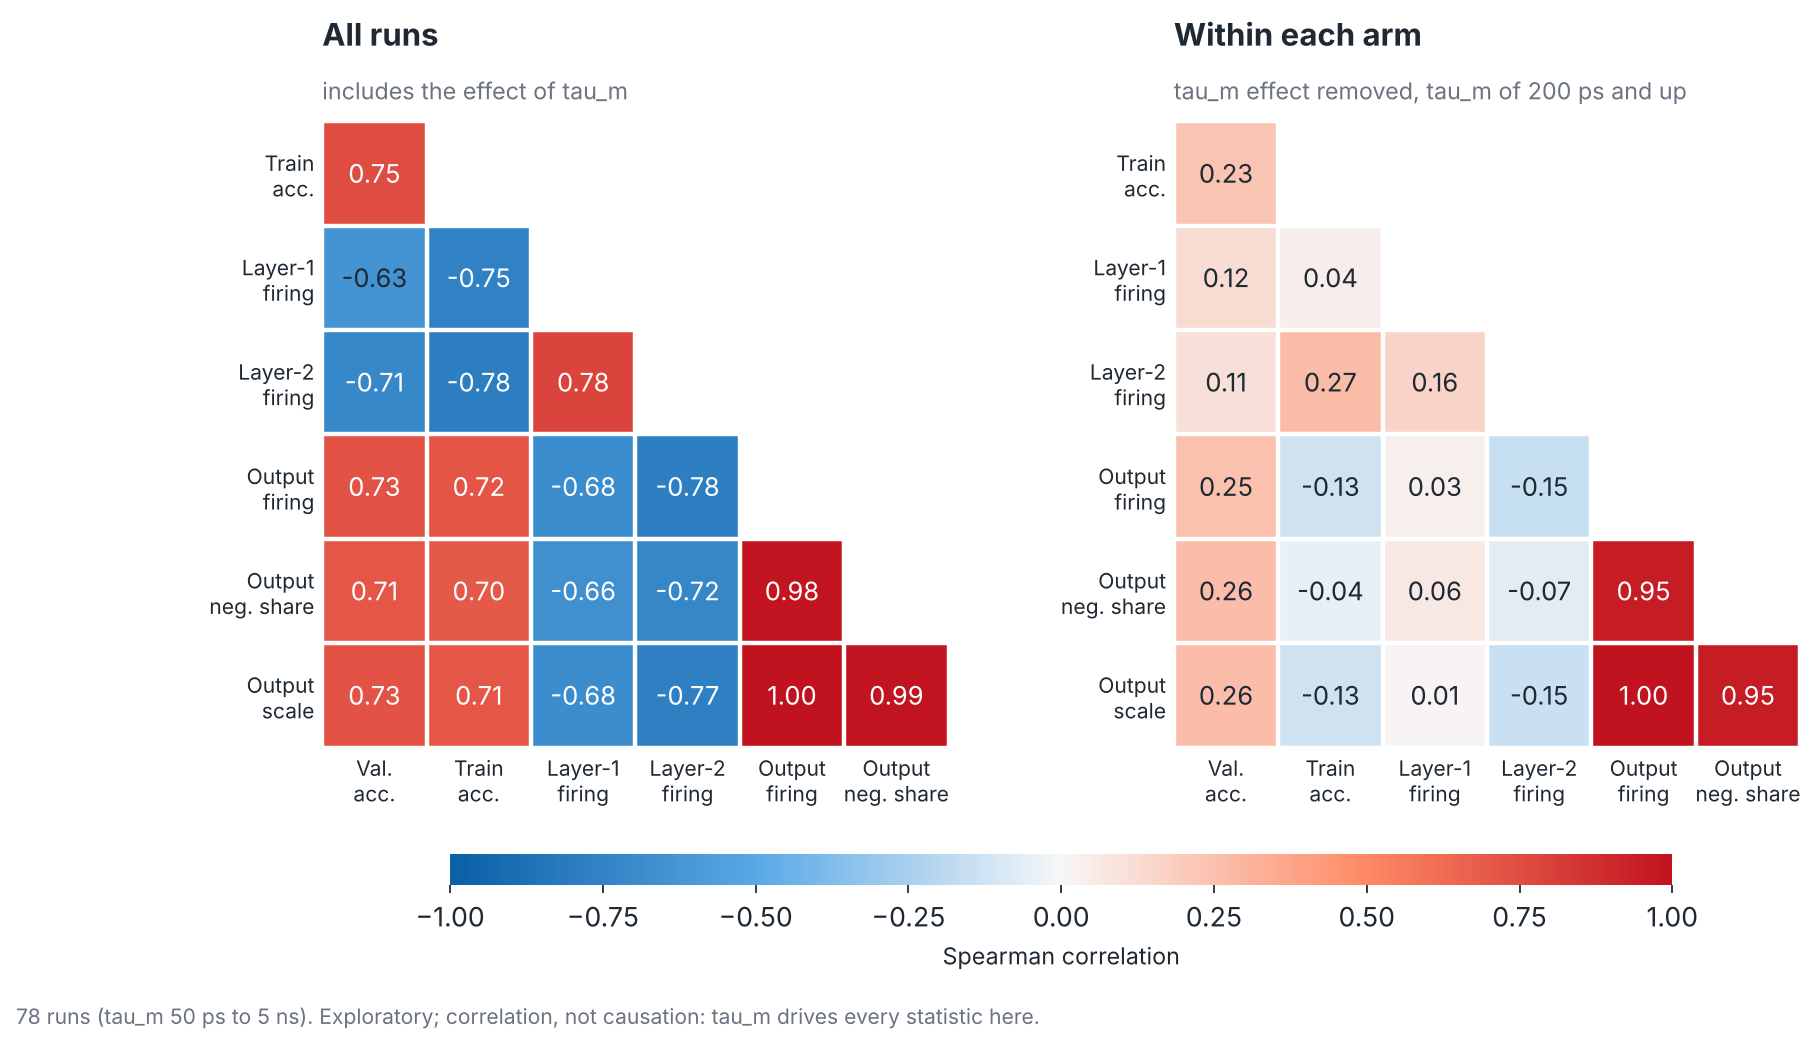 All runs
includes the effect of tau_m
Train
acc.
0.75
Layer-1
firing
-0.63 -0.75
Layer-2
firing
-0.71 -0.78 0.78
Output
firing
0.73 0.72 -0.68 -0.78
Output
neg. share
0.71 0.70 -0.66 -0.72 0.98
Output
scale
0.73 0.71 -0.68 -0.77 1.00 0.99
Val. Train Layer-1 Layer-2 Output Output
acc. acc. firing firing firing neg. share
Within each arm
tau_m effect removed, tau_m of 200 ps and up
Train
acc.
0.23
Layer-1
firing
0.12 0.04
Layer-2
firing
0.11 0.27 0.16
Output
firing
0.25 -0.13 0.03 -0.15
Output
neg. share
0.26 -0.04 0.06 -0.07 0.95
Output
scale
0.26 -0.13 0.01 -0.15 1.00 0.95
Val. Train Layer-1 Layer-2 Output Output
acc. acc. firing firing firing neg. share
−1.00 −0.75 −0.50 −0.25 0.00 0.25 0.50 0.75 1.00
Spearman correlation
78 runs (tau_m 50 ps to 5 ns). Exploratory; correlation, not causation: tau_m drives every statistic here.